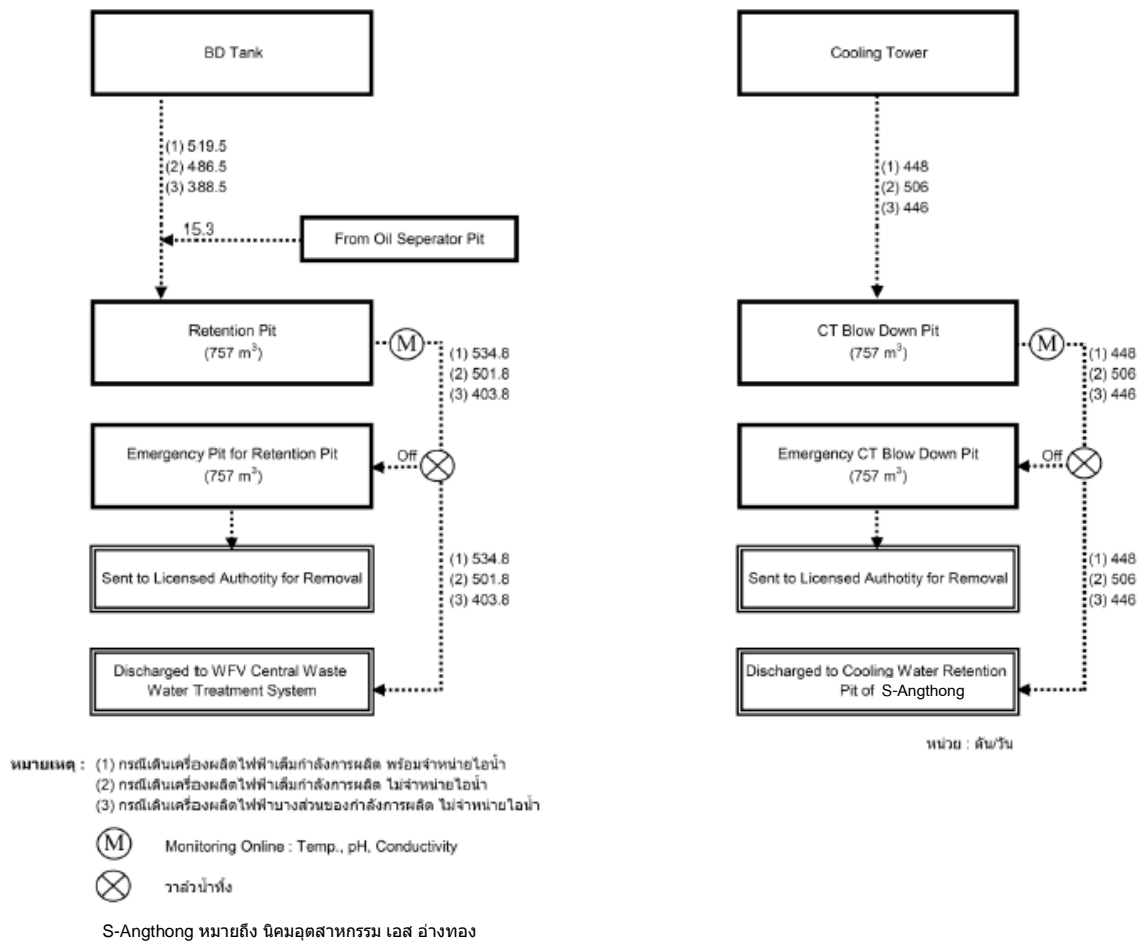 BD Tank
(1) 519.5
(2) 486.5
(3) 388.5
15.3
From Oil Seperator Pit
Retention Pit
(757 m³)
M
(1) 534.8
(2) 501.8
(3) 403.8
Emergency Pit for Retention Pit
(757 m³)
Off
Sent to Licensed Authotity for Removal
(1) 534.8
(2) 501.8
(3) 403.8
Discharged to WFV Central Waste
Water Treatment System
Cooling Tower
(1) 448
(2) 506
(3) 446
CT Blow Down Pit
(757 m³)
M
(1) 448
(2) 506
(3) 446
Emergency CT Blow Down Pit
(757 m³)
Off
Sent to Licensed Authotity for Removal
(1) 448
(2) 506
(3) 446
Discharged to Cooling Water Retention
Pit of S-Angthong
หน่วย : ตัน/วัน
หมายเหตุ : (1) กรณีเดินเครื่องผลิตไฟฟ้าเต็มกำลังการผลิต พร้อมจำหน่ายไอน้ำ
(2) กรณีเดินเครื่องผลิตไฟฟ้าเต็มกำลังการผลิต ไม่จำหน่ายไอน้ำ
(3) กรณีเดินเครื่องผลิตไฟฟ้าบางส่วนของกำลังการผลิต ไม่จำหน่ายไอน้ำ
M Monitoring Online : Temp., pH, Conductivity
วาล์วน้ำทิ้ง
S-Angthong หมายถึง นิคมอุตสาหกรรม เอส อ่างทอง